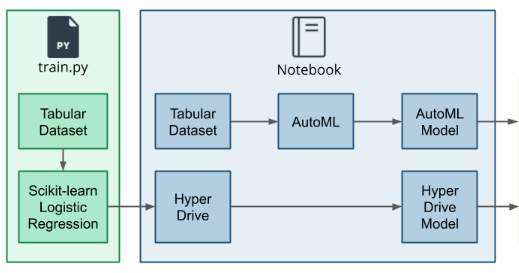 PY
train.py
Tabular
Dataset
Scikit-learn
Logistic
Regression
Notebook
Tabular
Dataset
AutoML
AutoML
Model
Hyper
Drive
Hyper
Drive
Model